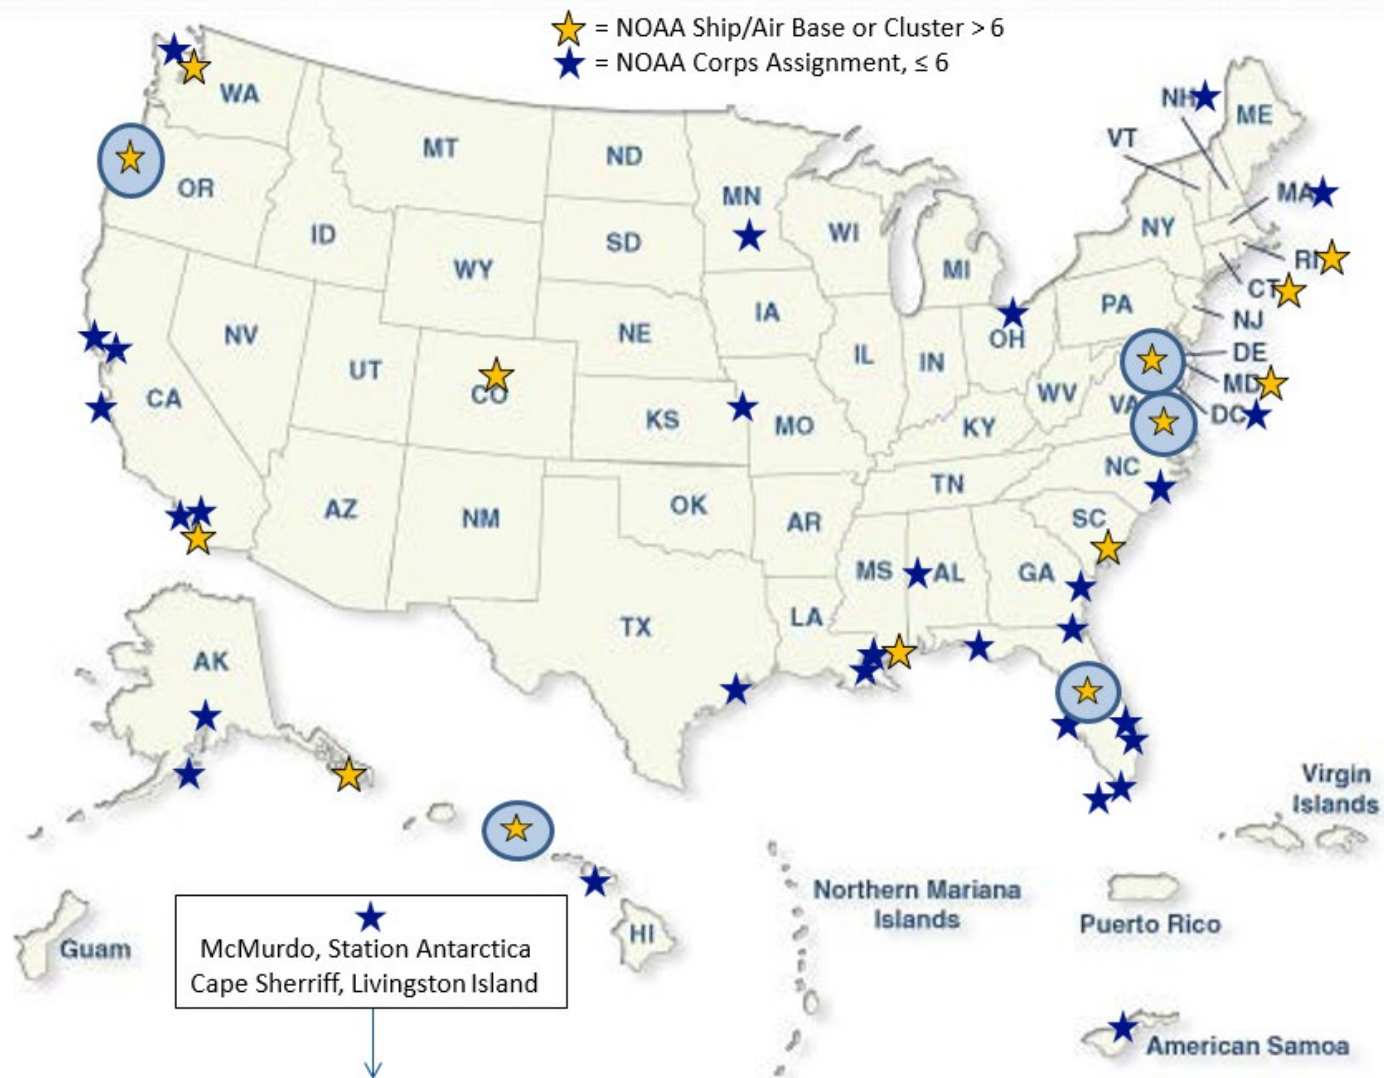 = NOAA Ship/Air Base or Cluster > 6
= NOAA Corps Assignment, ≤ 6
WA
MT
ND
MN
OR
ID
SD
WI
WY
MI
NH
ME
VT
MA
NY
RI
CT
PA
NJ
IA
NE
NV
UT
CO
IL
IN
OH
DE
MD
WV
VA
DC
CA
KS
MO
KY
NC
TN
AZ
NM
OK
AR
SC
MS
AL
GA
LA
TX
AK
HI
Virgin
Islands
Northern Mariana
Islands
Puerto Rico
Guam
McMurdo, Station Antarctica
Cape Sherriff, Livingston Island
American Samoa